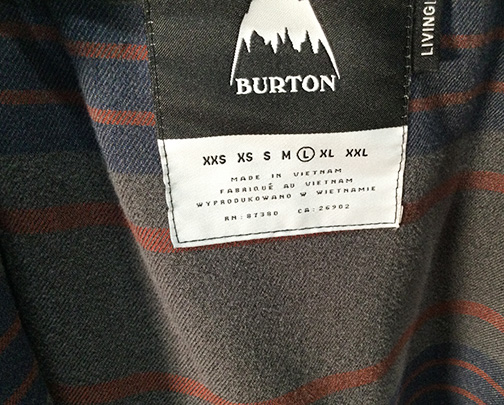 BURTON
XXS XS S M L XL XXL
MADE IN VIETNAM
FABRIQUÉ AU VIETNAM
WYPRODUKOWANO W WIETNAMIE
RN: 87380 CA: 26902